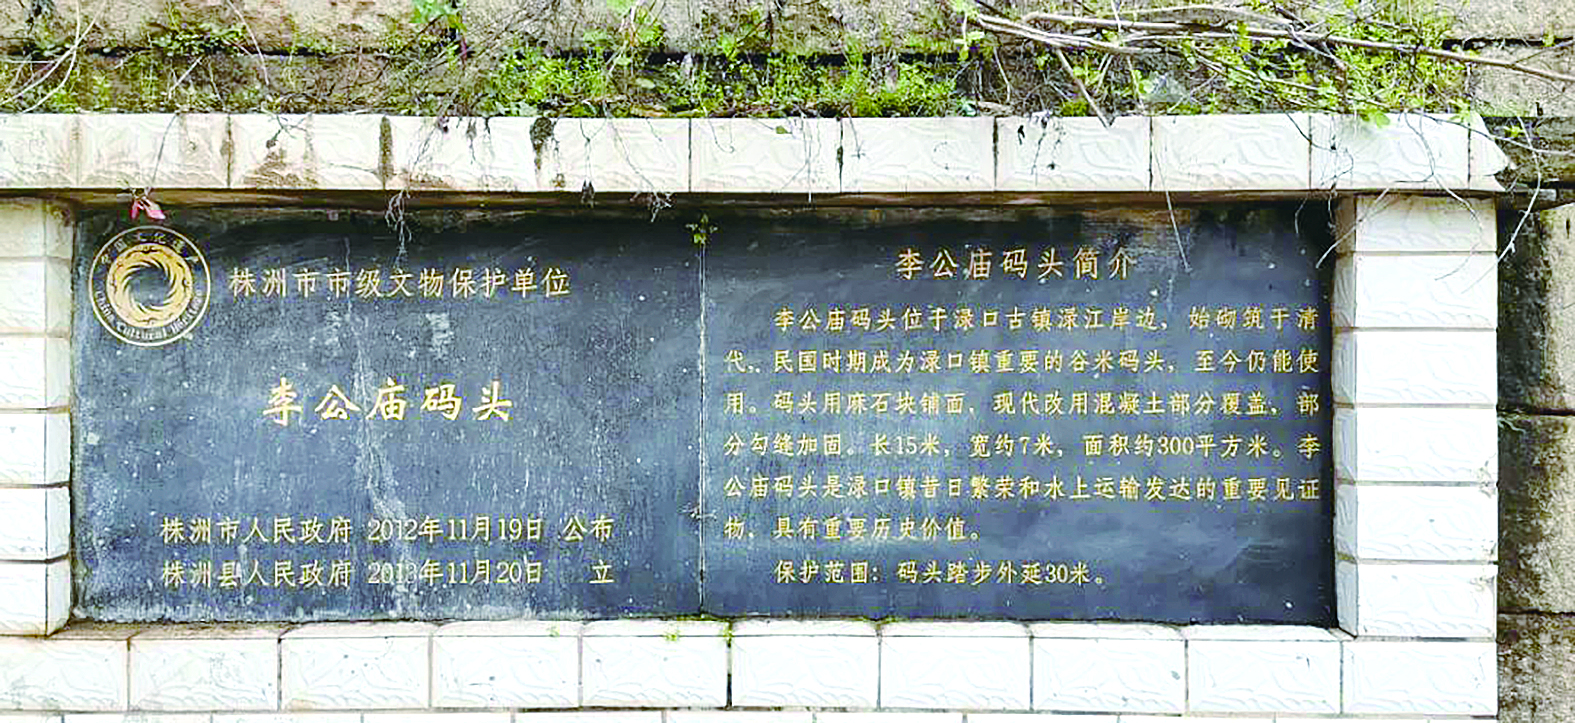 中国文化遗产
China Cultural Heritage
株洲市市级文物保护单位
李公庙码头
株洲市人民政府 2012年11月19日 公布
株洲县人民政府 2013年11月20日 立
李公庙码头简介
李公庙码头位于渌口古镇渌江岸边，始砌筑于清
代，民国时期成为渌口镇重要的谷米码头，至今仍能使
用。码头用麻石块铺面，现代改用混凝土部分覆盖，部
分勾缝加固。长15米，宽约7米，面积约300平方米。李
公庙码头是渌口镇昔日繁荣和水上运输发达的重要见证
物，具有重要历史价值。
保护范围：码头踏步外延30米。